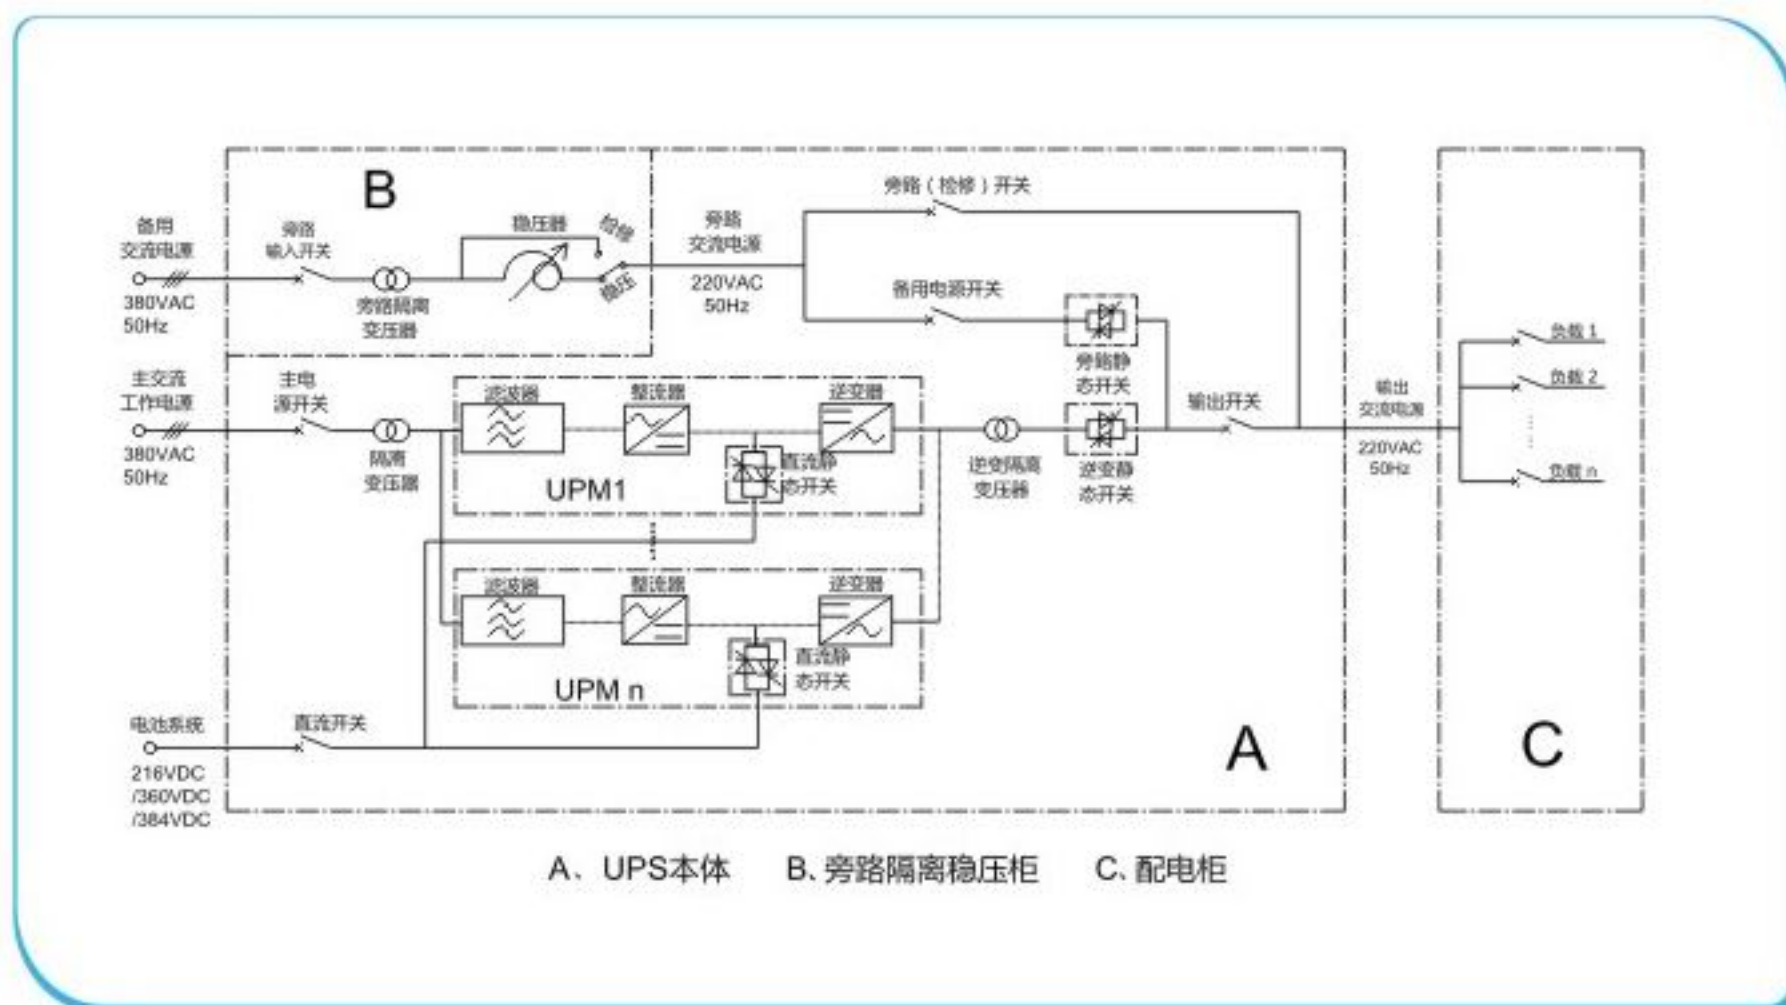 B
旁路（检修）开关
备用
交流电源
380VAC
50Hz
旁路
输入开关
旁路隔离
变压器
稳压器
检修
稳压
旁路
交流电源
220VAC
50Hz
备用电源开关
旁路静
态开关
主交流
工作电源
380VAC
50Hz
主电
源开关
隔离
变压器
滤波器
整流器
逆变器
直流静
态开关
UPM1
逆变隔离
变压器
逆变静
态开关
输出开关
输出
交流电源
220VAC
50Hz
负载 1
负载 2
负载 n
滤波器
整流器
逆变器
直流静
态开关
UPM n
电池系统
216VDC
/360VDC
/384VDC
直流开关
A
C
A、UPS本体
B、旁路隔离稳压柜
C、配电柜